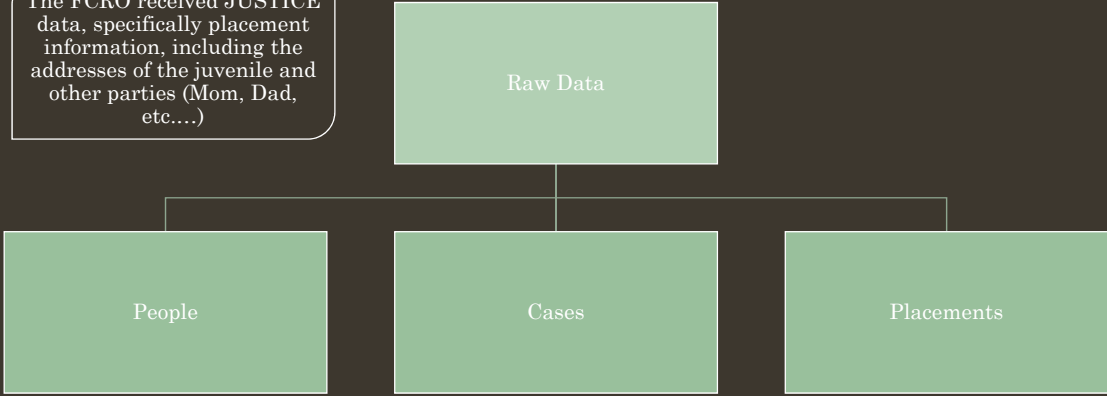 The FCRO received JUSTICE
data, specifically placement
information, including the
addresses of the juvenile and
other parties (Mom, Dad,
etc.…)
Raw Data
People
Cases
Placements